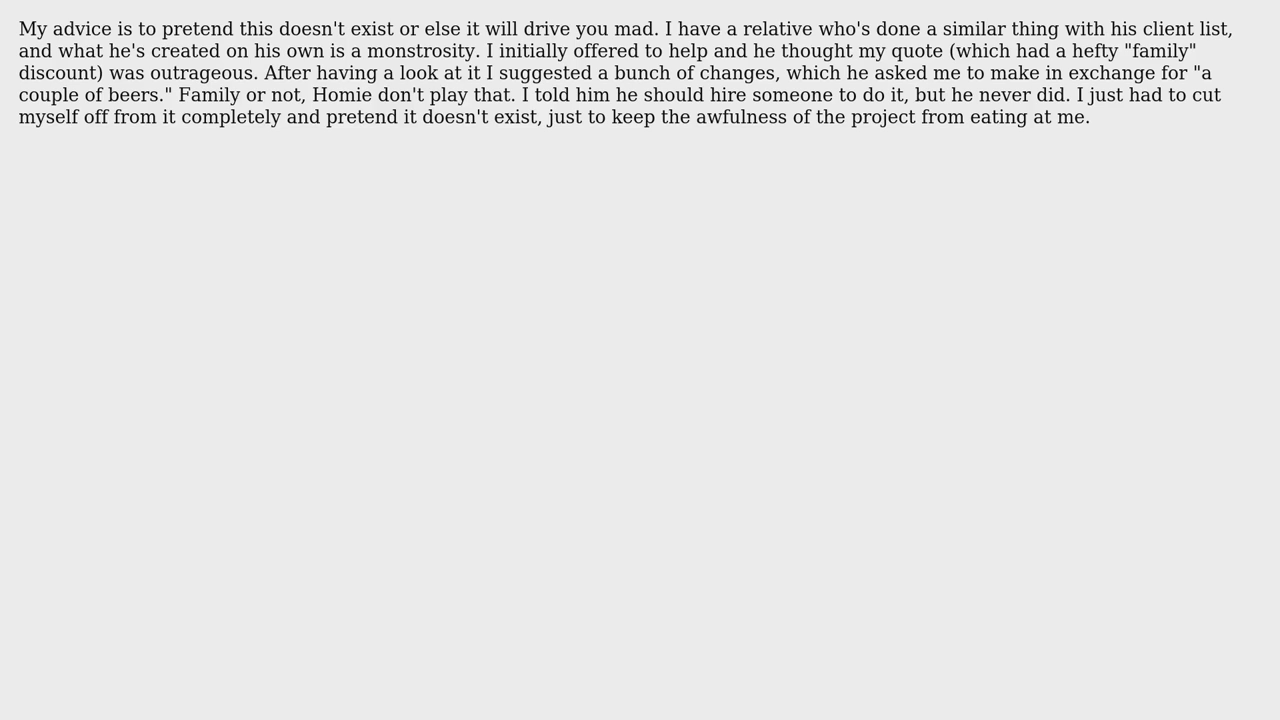 My advice is to pretend this doesn't exist or else it will drive you mad. I have a relative who's done a similar thing with his client list,
and what he's created on his own is a monstrosity. I initially offered to help and he thought my quote (which had a hefty "family"
discount) was outrageous. After having a look at it I suggested a bunch of changes, which he asked me to make in exchange for "a
couple of beers." Family or not, Homie don't play that. I told him he should hire someone to do it, but he never did. I just had to cut
myself off from it completely and pretend it doesn't exist, just to keep the awfulness of the project from eating at me.